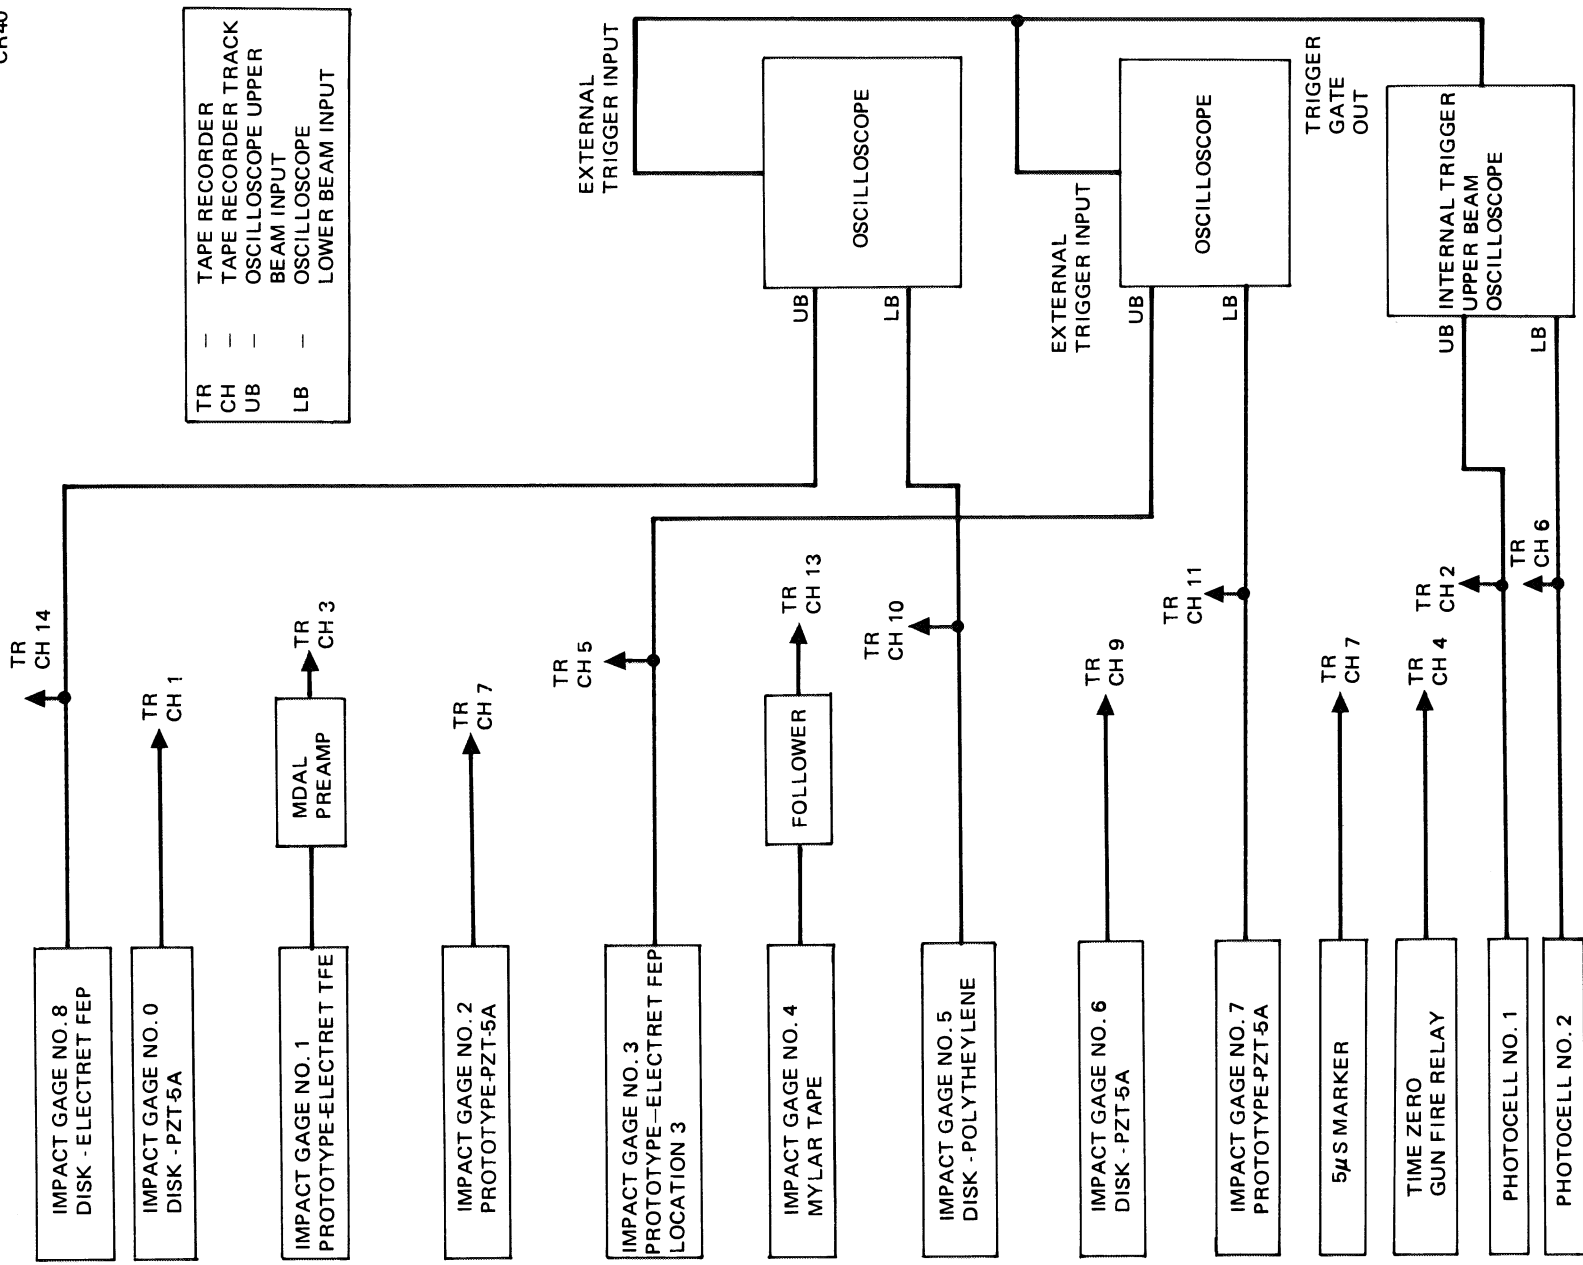 CR40
TR — TAPE RECORDER
CH — TAPE RECORDER TRACK
UB — OSCILLOSCOPE UPPER
BEAM INPUT
LB — OSCILLOSCOPE
LOWER BEAM INPUT
IMPACT GAGE NO. 8
DISK - ELECTRET FEP
TR
CH 14
IMPACT GAGE NO. 0
DISK - PZT-5A
TR
CH 1
IMPACT GAGE NO. 1
PROTOTYPE-ELECTRET TFE
MDAL
PREAMP
TR
CH 3
IMPACT GAGE NO. 2
PROTOTYPE-PZT-5A
TR
CH 7
IMPACT GAGE NO. 3
PROTOTYPE—ELECTRET FEP
LOCATION 3
TR
CH 5
IMPACT GAGE NO. 4
MYLAR TAPE
FOLLOWER
TR
CH 13
IMPACT GAGE NO. 5
DISK - POLYTHEYLENE
TR
CH 10
IMPACT GAGE NO. 6
DISK - PZT-5A
TR
CH 9
IMPACT GAGE NO. 7
PROTOTYPE-PZT-5A
TR
CH 11
5μS MARKER
TR
CH 7
TIME ZERO
GUN FIRE RELAY
TR
CH 4
PHOTOCELL NO. 1
TR
CH 2
PHOTOCELL NO. 2
TR
CH 6
EXTERNAL
TRIGGER INPUT
UB
LB
OSCILLOSCOPE
EXTERNAL
TRIGGER INPUT
UB
LB
OSCILLOSCOPE
TRIGGER
GATE
OUT
UB
LB
INTERNAL TRIGGER
UPPER BEAM
OSCILLOSCOPE